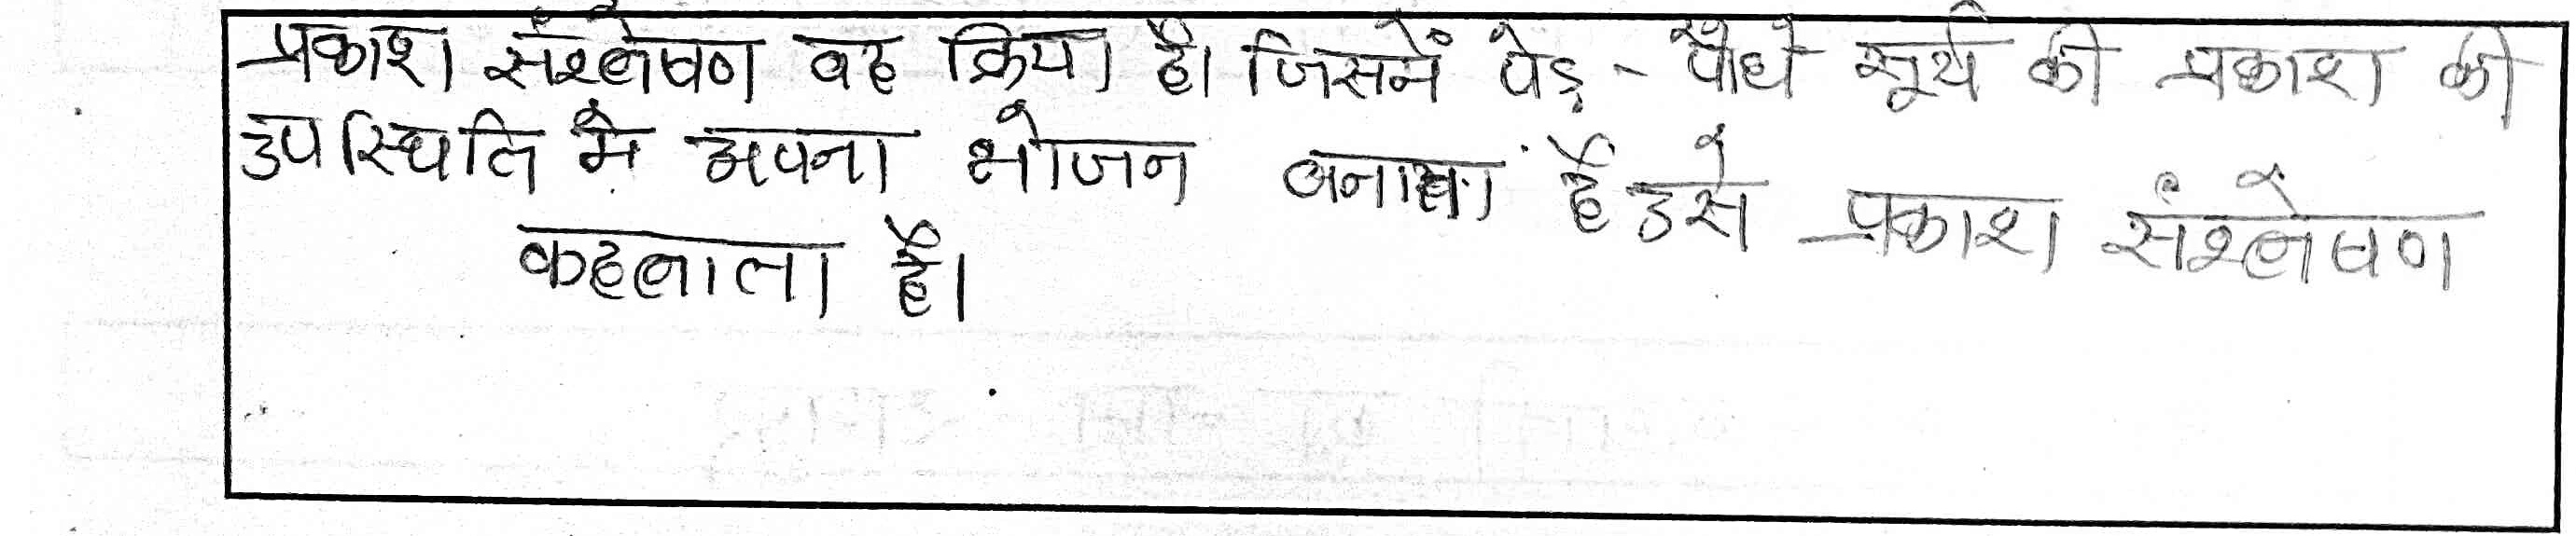 प्रकाश संश्लेषण वह क्रिया है। जिसमें पेड़ - पौधे सूर्य की प्रकाश की
उपस्थिति में अपना भोजन बनाता है उसे प्रकाश संश्लेषण
कहलाता है।